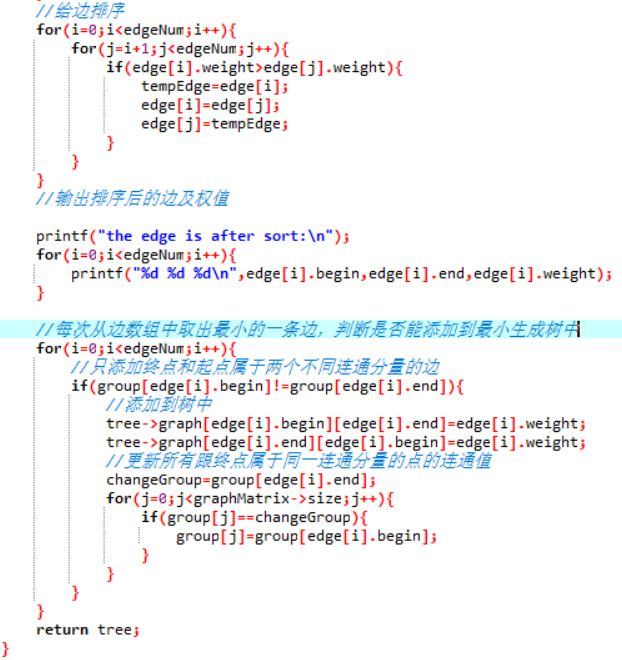 //给边排序
for(i=0;i<edgeNum;i++){
for(j=i+1;j<edgeNum;j++){
if(edge[i].weight>edge[j].weight){
tempEdge=edge[i];
edge[i]=edge[j];
edge[j]=tempEdge;
}
}
}
//输出排序后的边及权值
printf("the edge is after sort:\n");
for(i=0;i<edgeNum;i++){
printf("%d %d %d\n",edge[i].begin,edge[i].end,edge[i].weight);
}
//每次从边数组中取出最小的一条边，判断是否能添加到最小生成树中
for(i=0;i<edgeNum;i++){
//只添加终点和起点属于两个不同连通分量的边
if(group[edge[i].begin]!=group[edge[i].end]){
//添加到树中
tree->graph[edge[i].begin][edge[i].end]=edge[i].weight;
tree->graph[edge[i].end][edge[i].begin]=edge[i].weight;
//更新所有跟终点属于同一连通分量的点的连通值
changeGroup=group[edge[i].end];
for(j=0;j<graphMatrix->size;j++){
if(group[j]==changeGroup){
group[j]=group[edge[i].begin];
}
}
}
}
return tree;
}